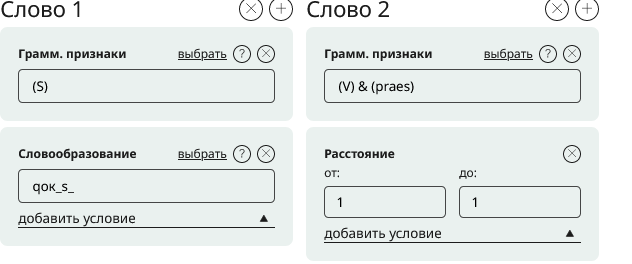 Слово 1
Грамм. признаки выбрать ?
(S)
Словообразование выбрать ?
qок_s_
добавить условие
Слово 2
Грамм. признаки выбрать ?
(V) & (praes)
Расстояние
от: до:
1 1
добавить условие